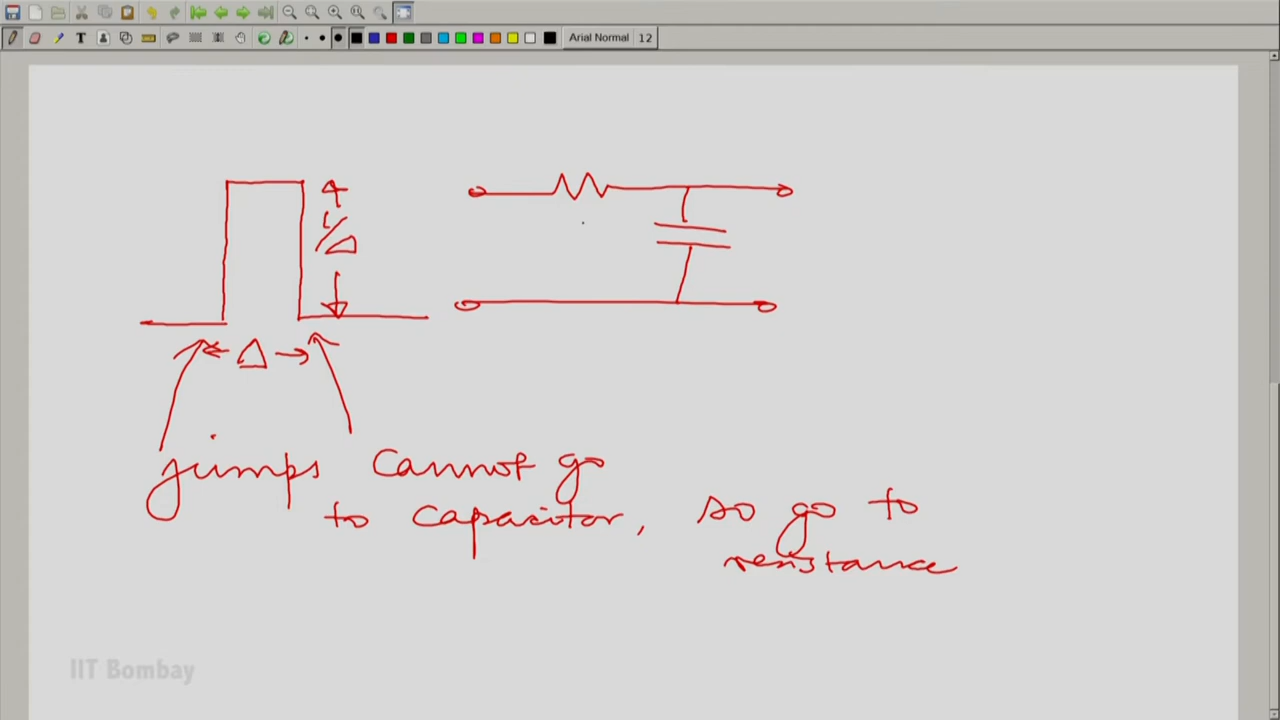 Arial Normal 12
1/Δ
Δ
jumps cannot go
to capacitor, so go to
resistance
IIT Bombay